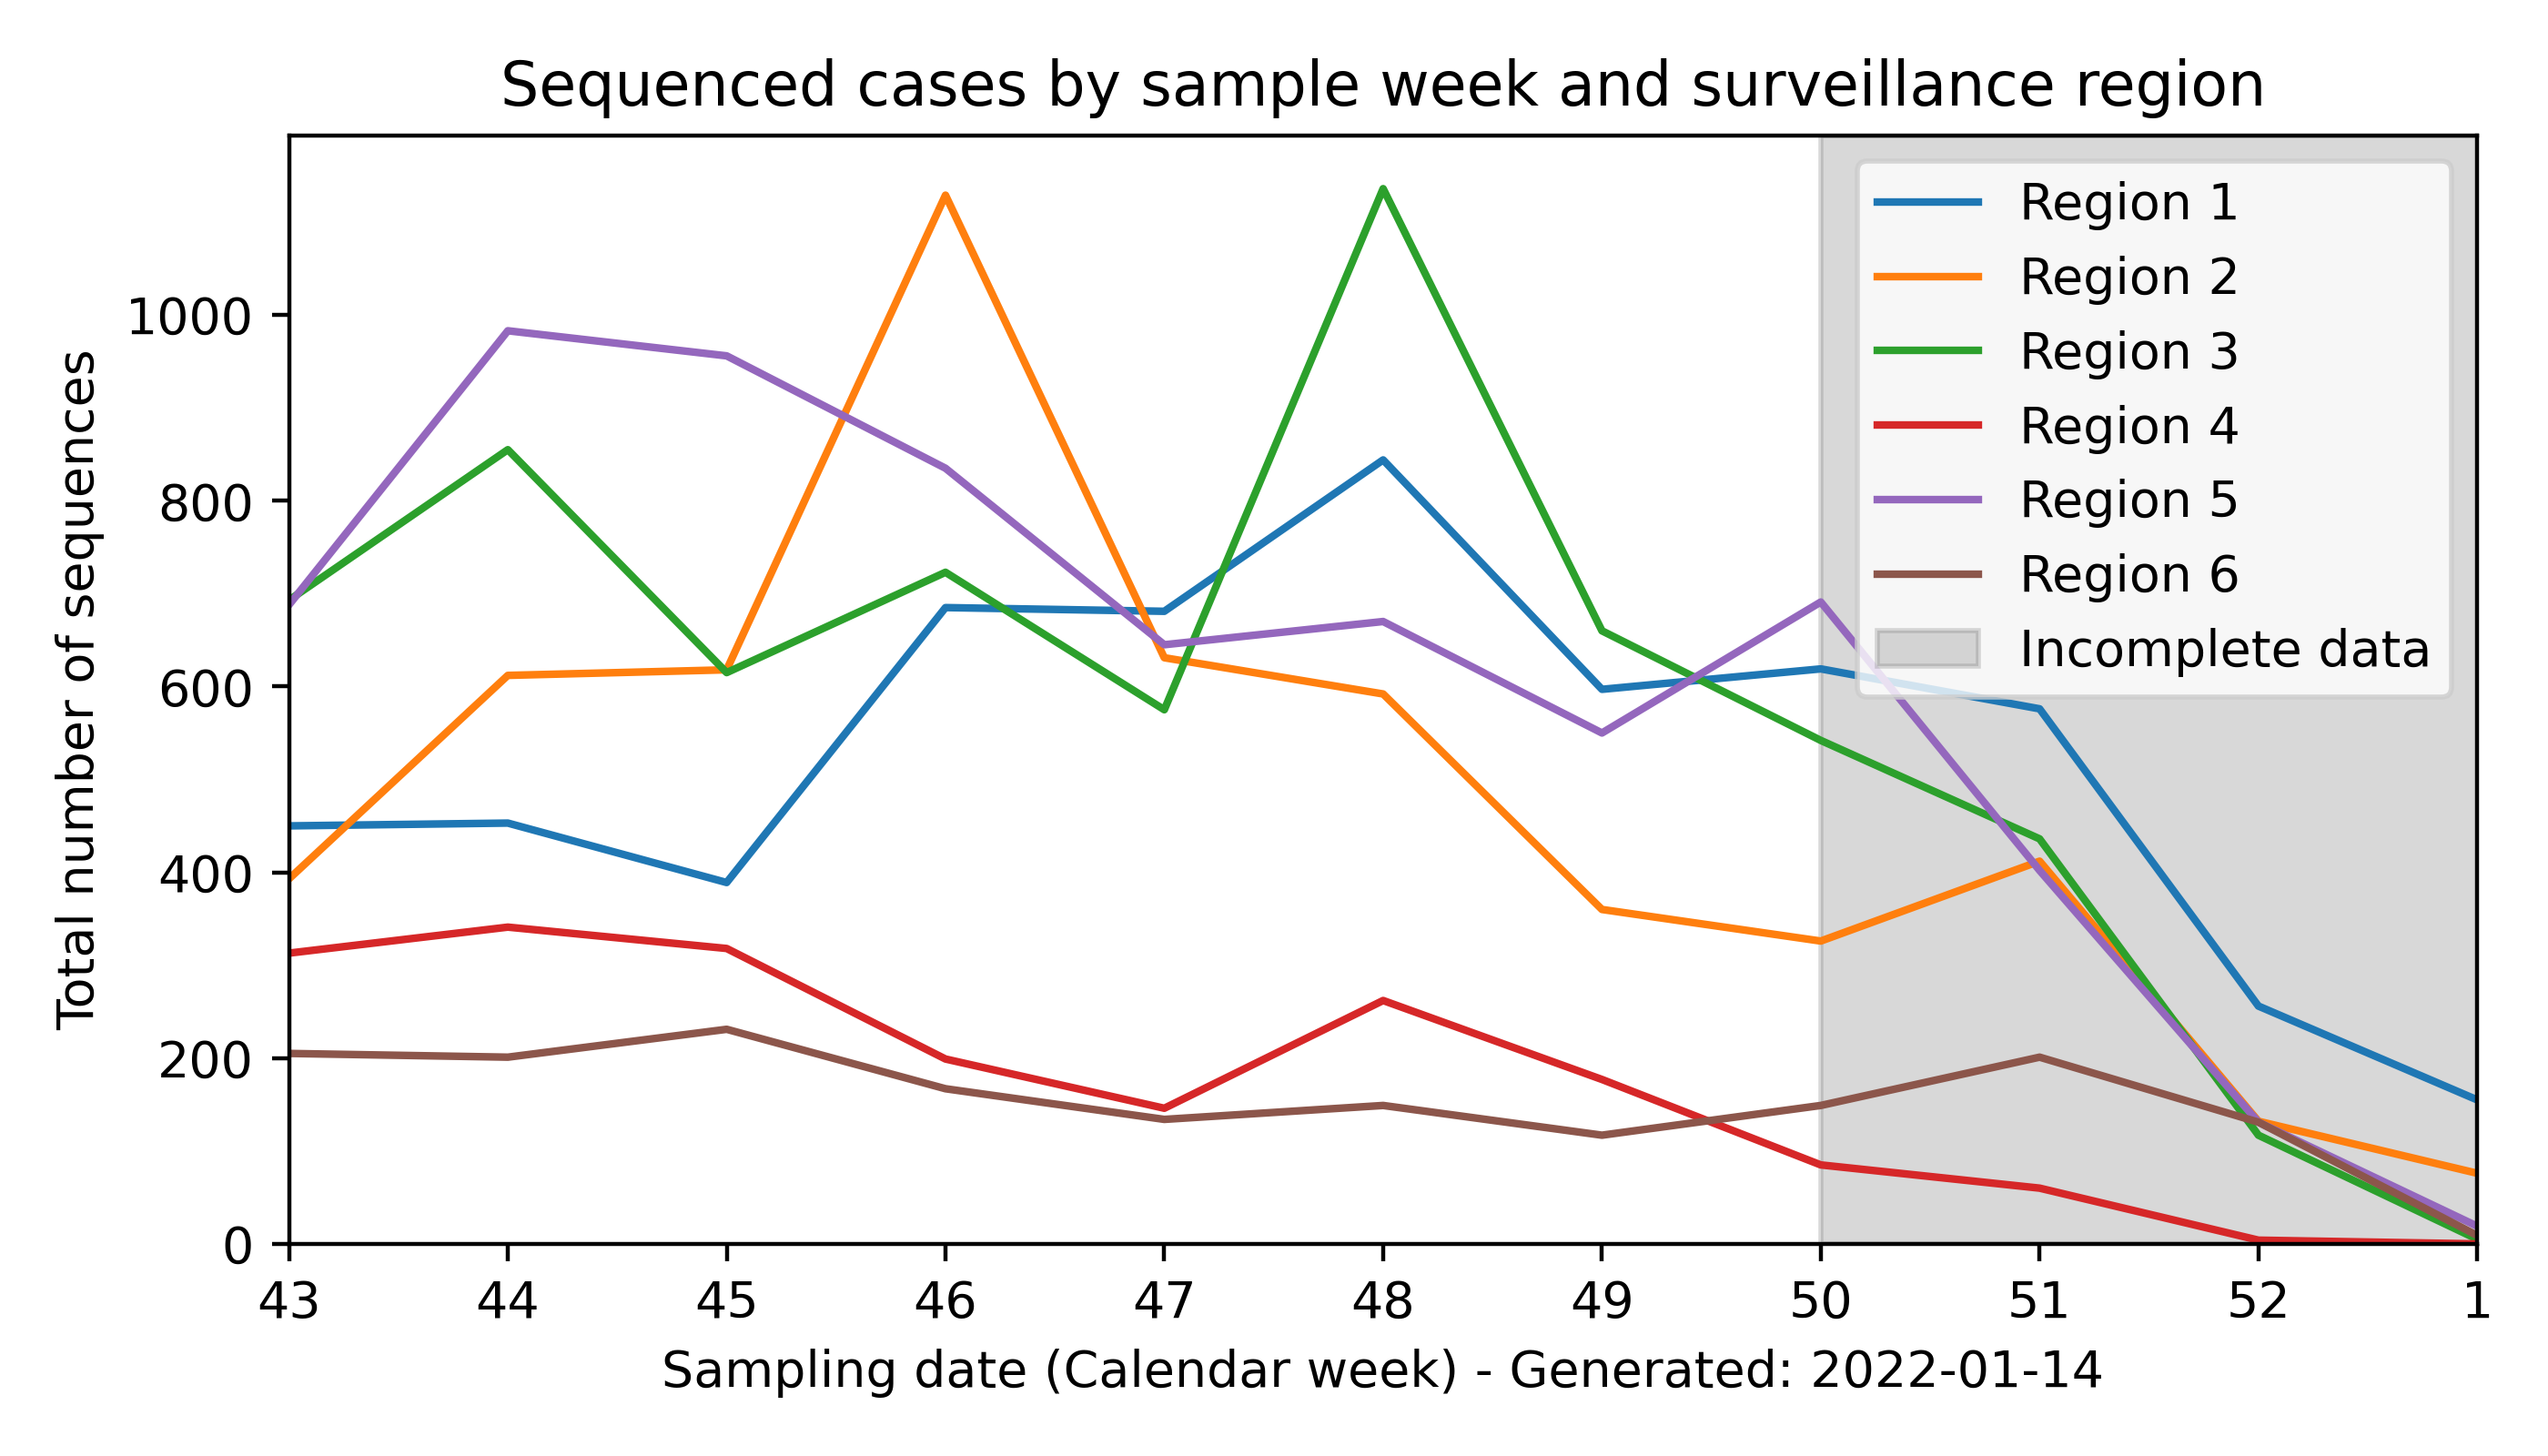 Sequenced cases by sample week and surveillance region
Total number of sequences
1000
800
600
400
200
0
Region 1
Region 2
Region 3
Region 4
Region 5
Region 6
Incomplete data
43 44 45 46 47 48 49 50 51 52 1
Sampling date (Calendar week) - Generated: 2022-01-14